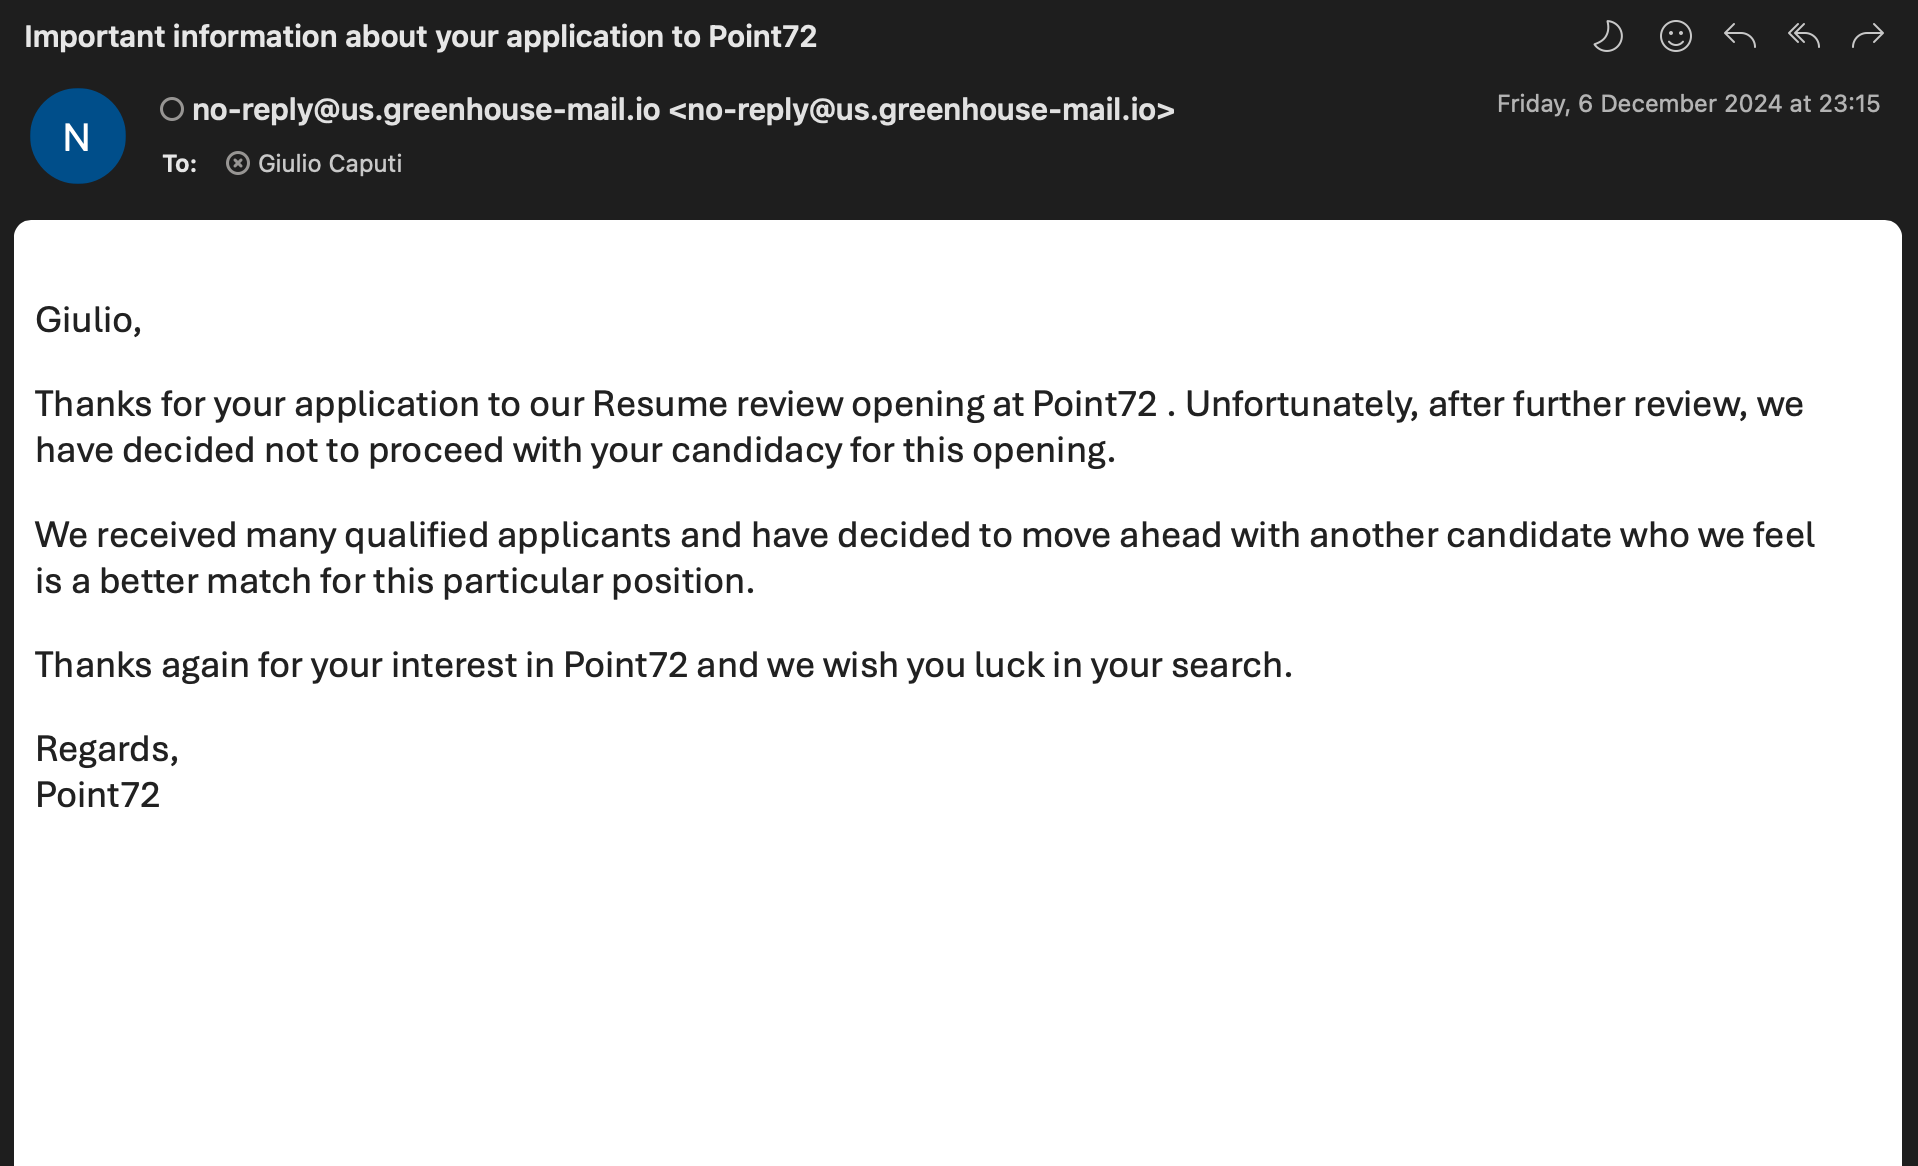 Important information about your application to Point72
N
no-reply@us.greenhouse-mail.io <no-reply@us.greenhouse-mail.io>
Friday, 6 December 2024 at 23:15
To: Giulio Caputi
Giulio,
Thanks for your application to our Resume review opening at Point72 . Unfortunately, after further review, we
have decided not to proceed with your candidacy for this opening.
We received many qualified applicants and have decided to move ahead with another candidate who we feel
is a better match for this particular position.
Thanks again for your interest in Point72 and we wish you luck in your search.
Regards,
Point72